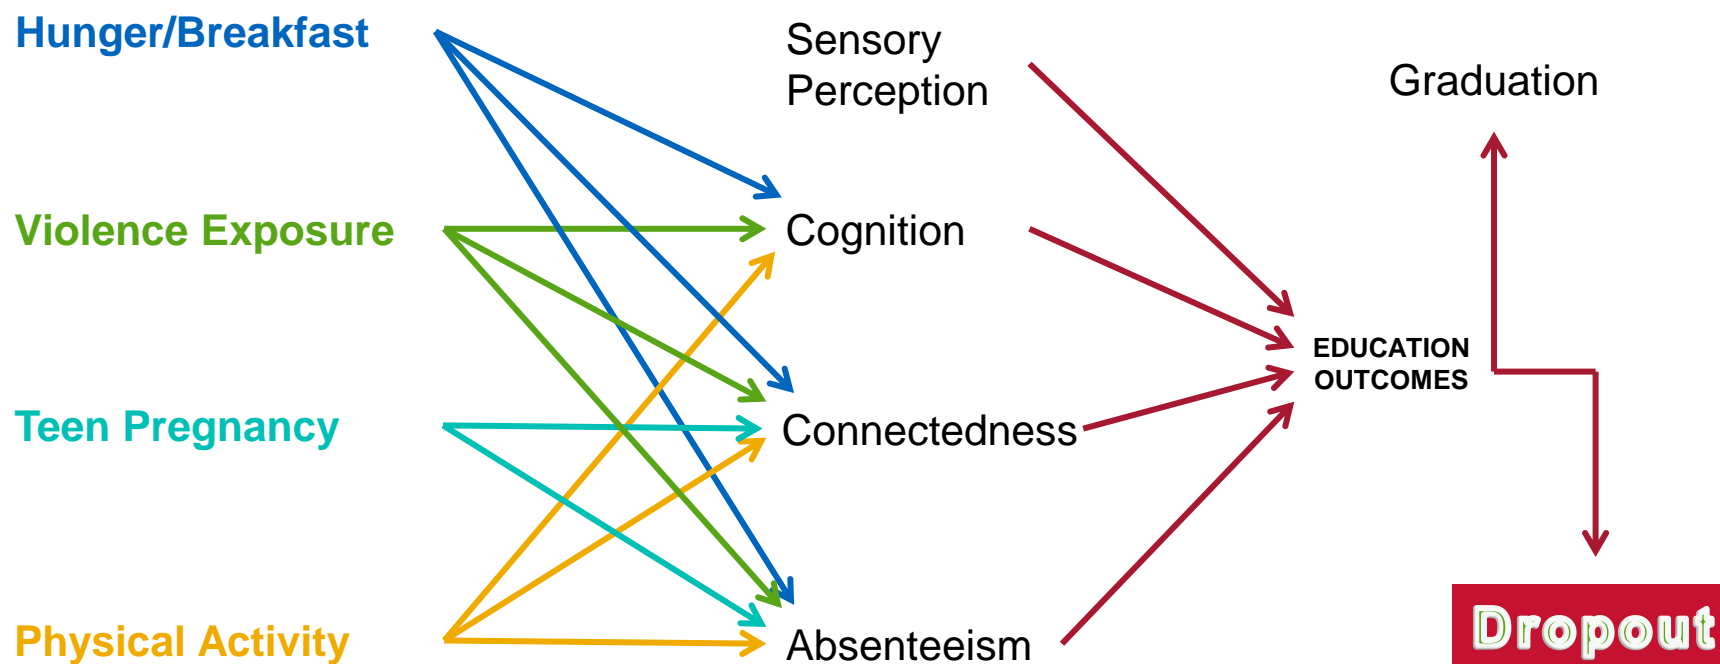 Hunger/Breakfast
Violence Exposure
Teen Pregnancy
Physical Activity
Sensory
Perception
Cognition
Connectedness
Absenteeism
EDUCATION
OUTCOMES
Graduation
Dropout